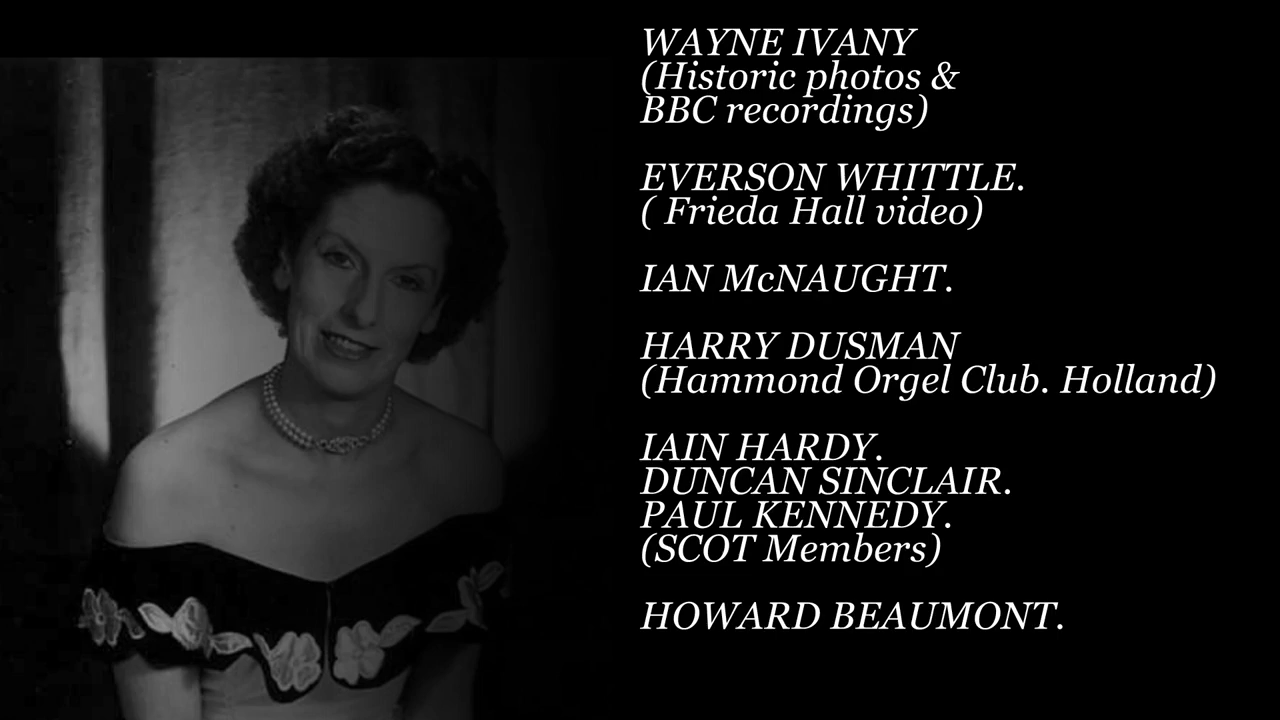 WAYNE IVANY
(Historic photos &
BBC recordings)
EVERSON WHITTLE.
( Frieda Hall video)
IAN McNAUGHT.
HARRY DUSMAN
(Hammond Orgel Club. Holland)
IAIN HARDY.
DUNCAN SINCLAIR.
PAUL KENNEDY.
(SCOT Members)
HOWARD BEAUMONT.